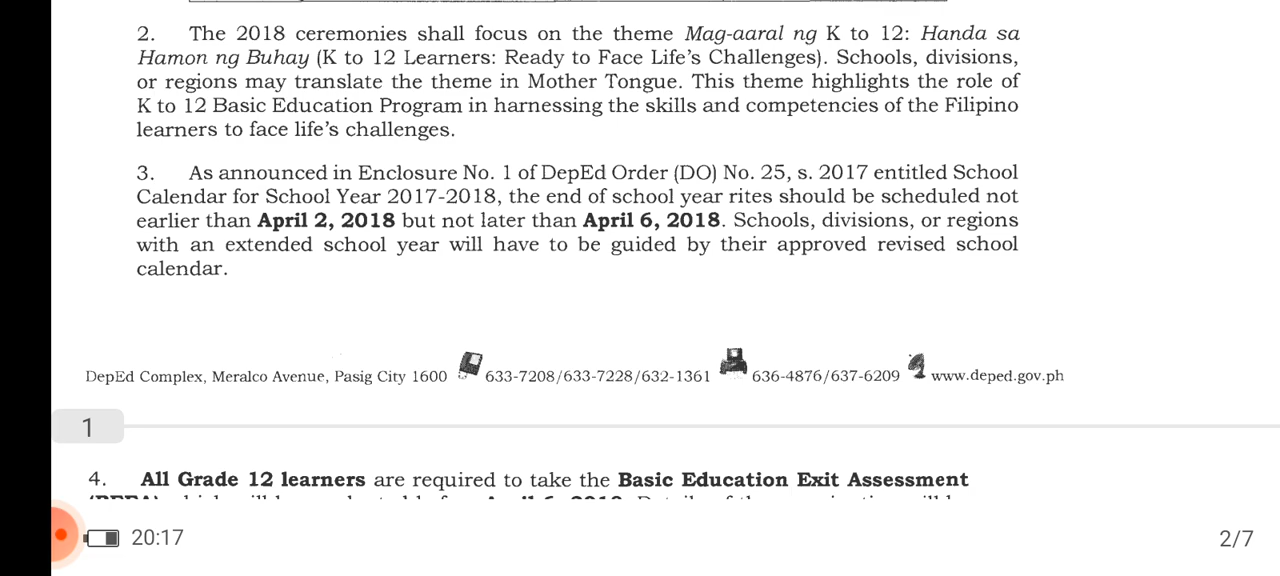 2. The 2018 ceremonies shall focus on the theme Mag-aaral ng K to 12: Handa sa
Hamon ng Buhay (K to 12 Learners: Ready to Face Life's Challenges). Schools, divisions,
or regions may translate the theme in Mother Tongue. This theme highlights the role of
K to 12 Basic Education Program in harnessing the skills and competencies of the Filipino
learners to face life's challenges.
3. As announced in Enclosure No. 1 of DepEd Order (DO) No. 25, s. 2017 entitled School
Calendar for School Year 2017-2018, the end of school year rites should be scheduled not
earlier than April 2, 2018 but not later than April 6, 2018. Schools, divisions, or regions
with an extended school year will have to be guided by their approved revised school
calendar.
DepEd Complex, Meralco Avenue, Pasig City 1600 633-7208/633-7228/632-1361 636-4876/637-6209 www.deped.gov.ph
1
4. All Grade 12 learners are required to take the Basic Education Exit Assessment
20:17 2/7